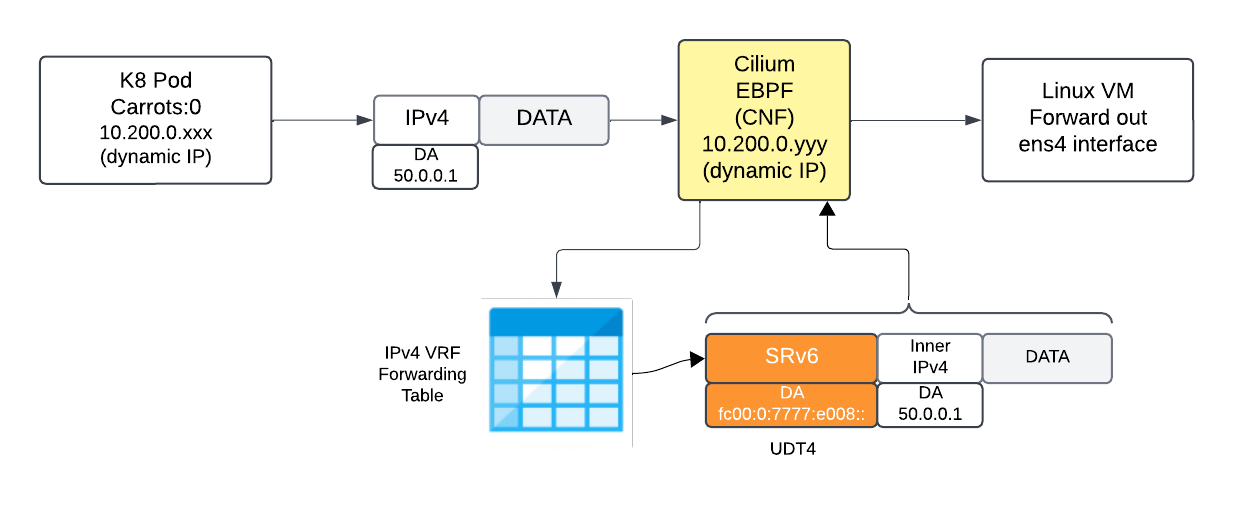 K8 Pod
Carrots:0
10.200.0.xxx
(dynamic IP)
IPv4
DATA
DA
50.0.0.1
Cilium
EBPF
(CNF)
10.200.0.yyy
(dynamic IP)
Linux VM
Forward out
ens4 interface
IPv4 VRF
Forwarding
Table
SRv6
Inner
IPv4
DATA
DA
fc00:0:7777:e008::
DA
50.0.0.1
UDT4